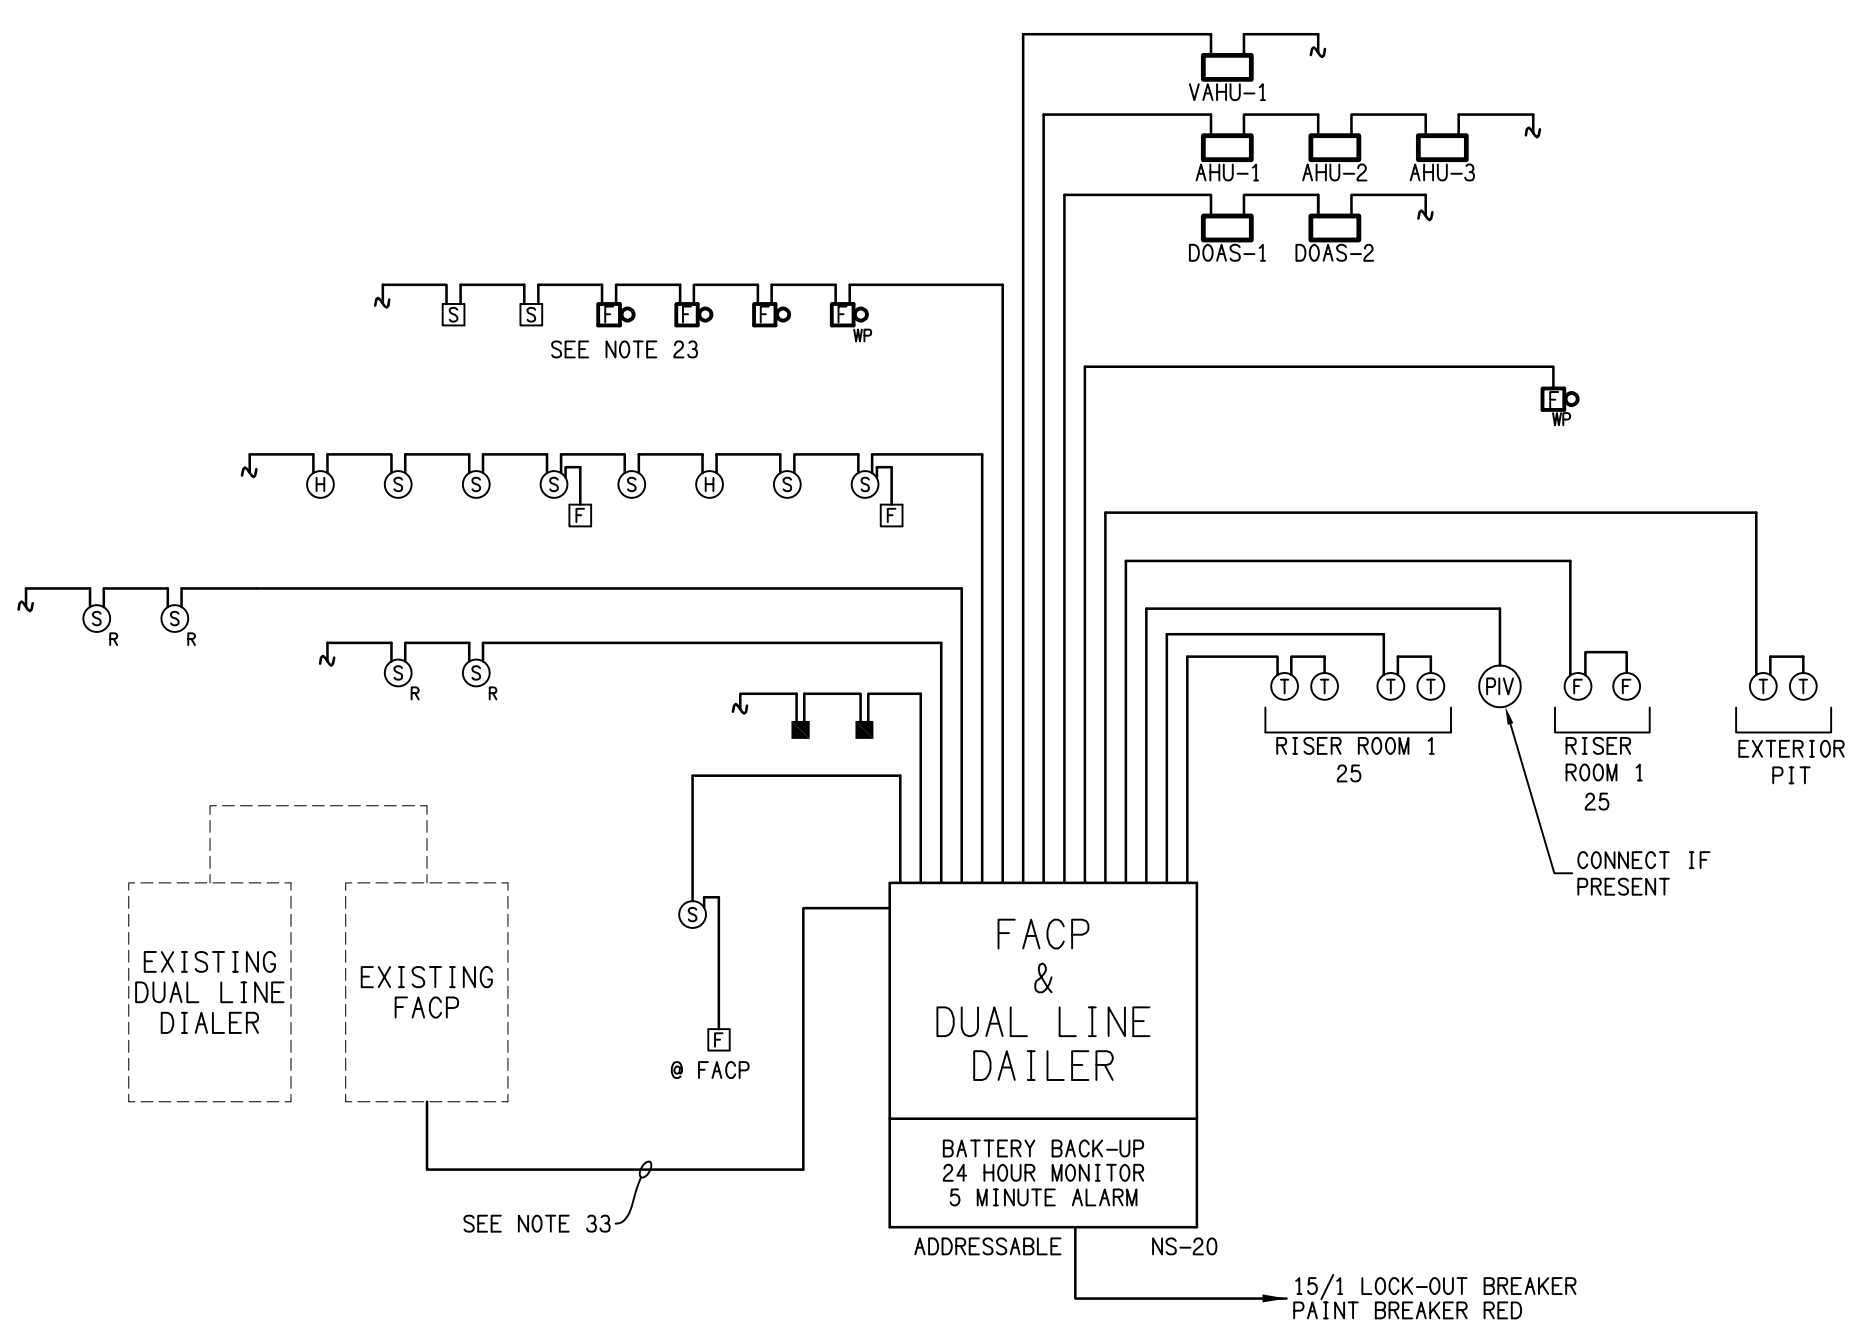 VAHU-1
AHU-1 AHU-2 AHU-3
DOAS-1 DOAS-2
S S F F F F
WP
SEE NOTE 23
F
WP
H S S S S H S S
F F
S S
R R
S S
R R
T T T T PIV F F T T
RISER ROOM 1
25
RISER
ROOM 1
25
EXTERIOR
PIT
CONNECT IF
PRESENT
S
F
@ FACP
EXISTING
DUAL LINE
DIALER
EXISTING
FACP
FACP
&
DUAL LINE
DAILER
BATTERY BACK-UP
24 HOUR MONITOR
5 MINUTE ALARM
SEE NOTE 33
ADDRESSABLE NS-20
15/1 LOCK-OUT BREAKER
PAINT BREAKER RED